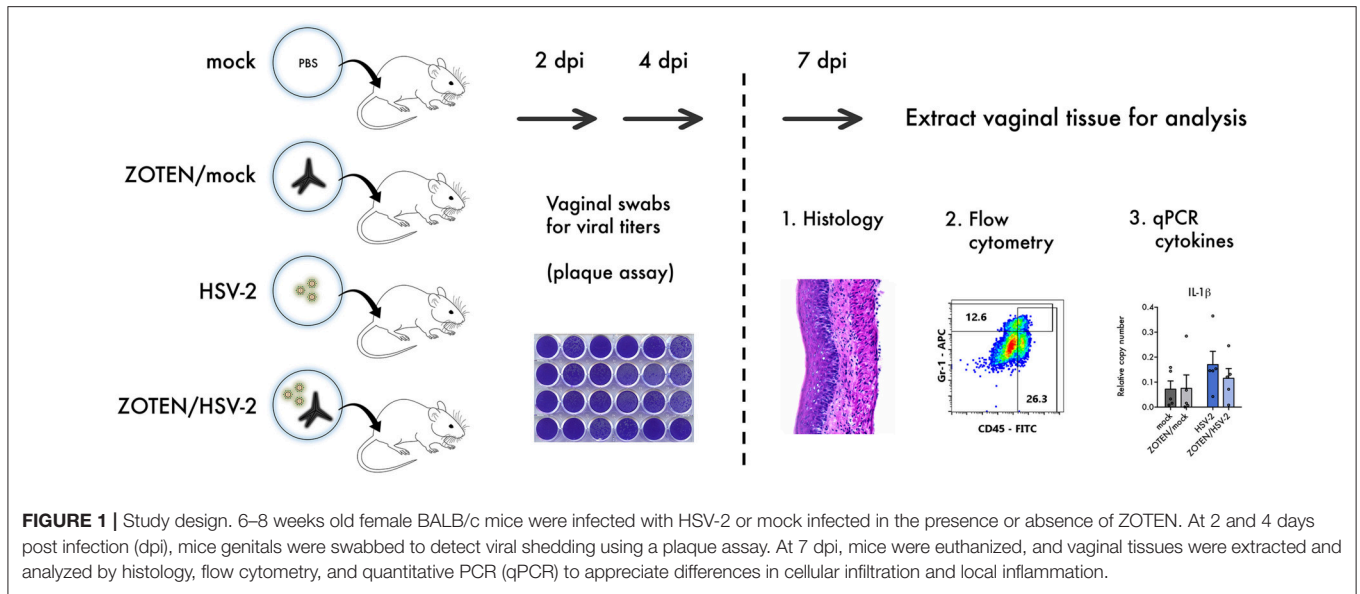 mock
PBS
ZOTEN/mock
HSV-2
ZOTEN/HSV-2
2 dpi
4 dpi
Vaginal swabs
for viral titers
(plaque assay)
7 dpi
Extract vaginal tissue for analysis
1. Histology
2. Flow
cytometry
12.6
26.3
Gr-1 - APC
CD45 - FITC
3. qPCR
cytokines
IL-1β
Relative copy number
0.4
0.3
0.2
0.1
0.0
mock
ZOTEN/mock
HSV-2
ZOTEN/HSV-2
FIGURE 1 | Study design. 6–8 weeks old female BALB/c mice were infected with HSV-2 or mock infected in the presence or absence of ZOTEN. At 2 and 4 days
post infection (dpi), mice genitals were swabbed to detect viral shedding using a plaque assay. At 7 dpi, mice were euthanized, and vaginal tissues were extracted and
analyzed by histology, flow cytometry, and quantitative PCR (qPCR) to appreciate differences in cellular infiltration and local inflammation.